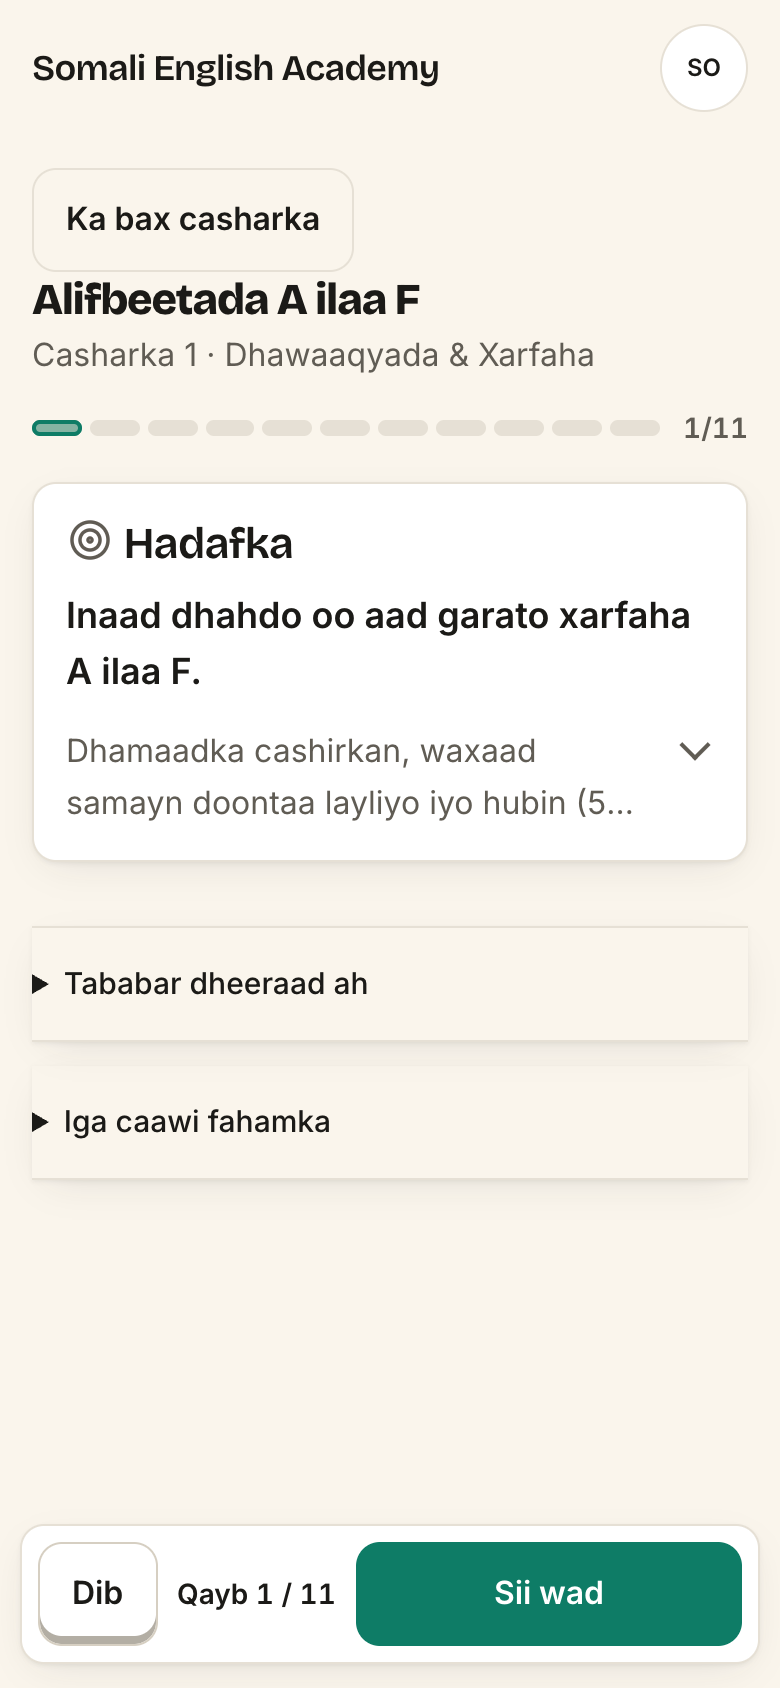 Somali English Academy
SO
Ka bax casharka
Alifbeetada A ilaa F
Casharka 1 · Dhawaaqyada & Xarfaha
1/11
Hadafka
Inaad dhahdo oo aad garato xarfaha
A ilaa F.
Dhamaadka cashirkan, waxaad
samayn doontaa layliyo iyo hubin (5...
Tababar dheeraad ah
Iga caawi fahamka
Dib
Qayb 1 / 11
Sii wad